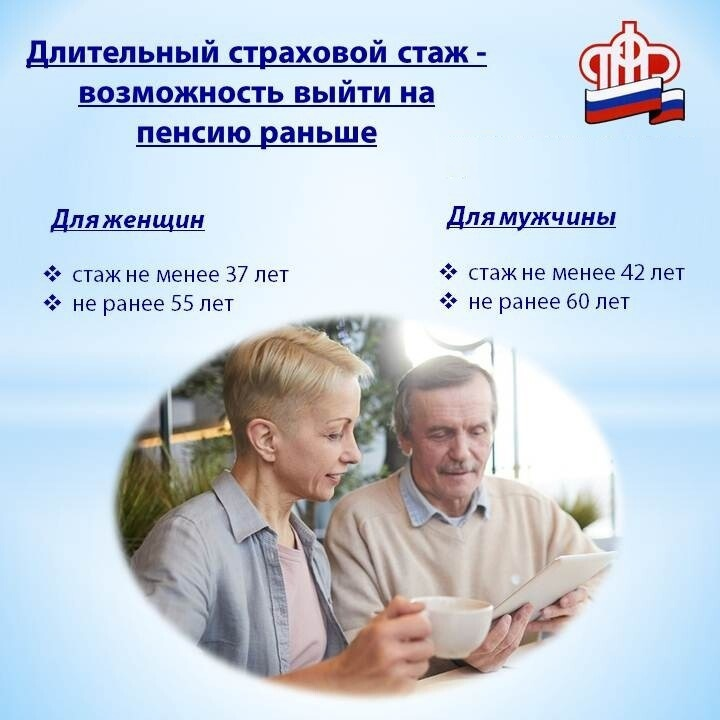 Длительный страховой стаж -
возможность выйти на
пенсию раньше
Для женщин
❖ стаж не менее 37 лет
❖ не ранее 55 лет
Для мужчины
❖ стаж не менее 42 лет
❖ не ранее 60 лет